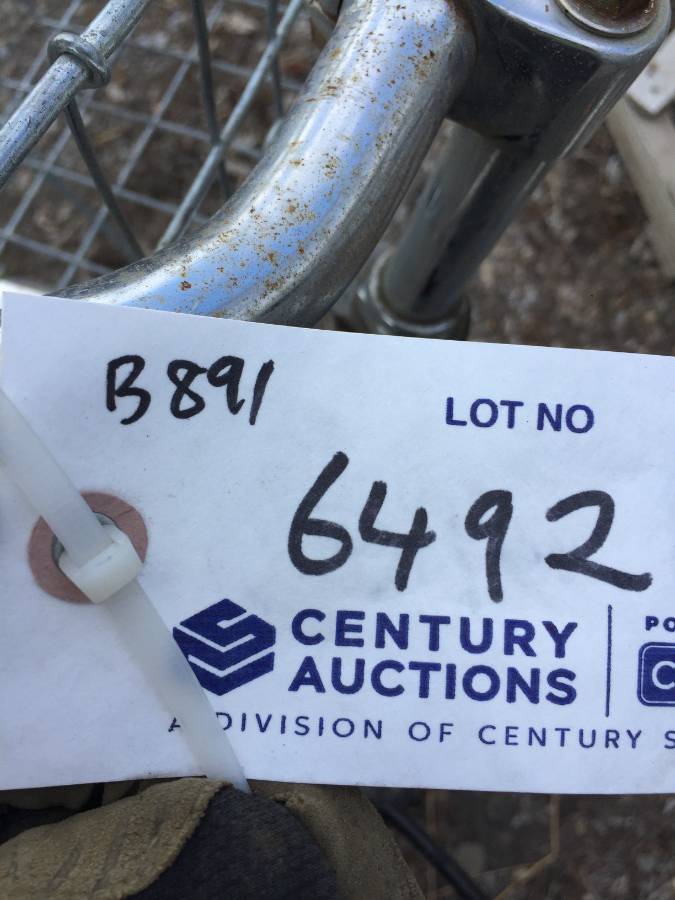 B891
LOT NO
6492
CENTURY
AUCTIONS
A DIVISION OF CENTURY